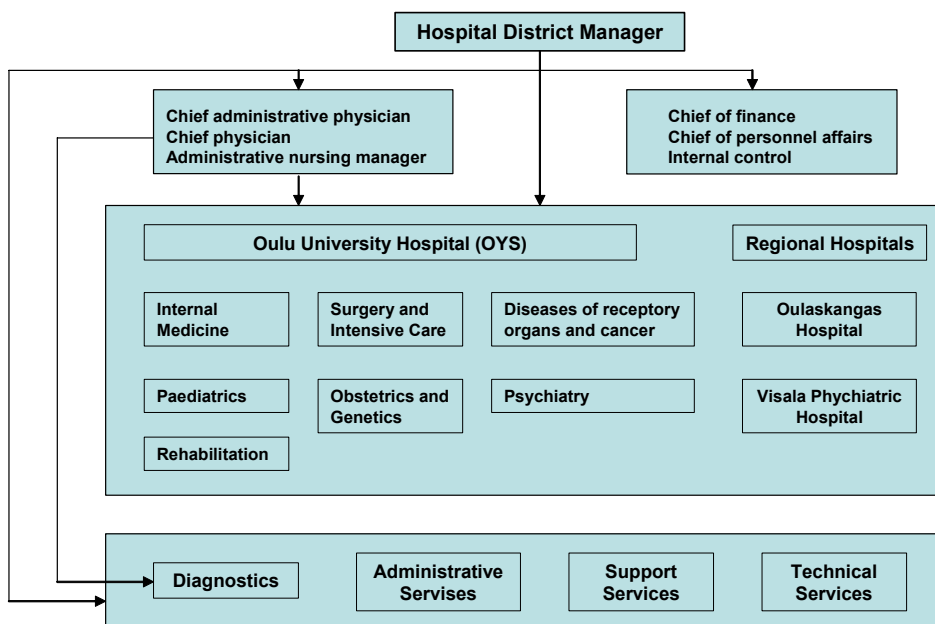 Hospital District Manager
Chief administrative physician
Chief physician
Administrative nursing manager
Chief of finance
Chief of personnel affairs
Internal control
Oulu University Hospital (OYS)
Regional Hospitals
Internal
Medicine
Surgery and
Intensive Care
Diseases of receptory
organs and cancer
Oulaskangas
Hospital
Paediatrics
Obstetrics and
Genetics
Psychiatry
Visala Phychiatric
Hospital
Rehabilitation
Diagnostics
Administrative
Servises
Support
Services
Technical
Services